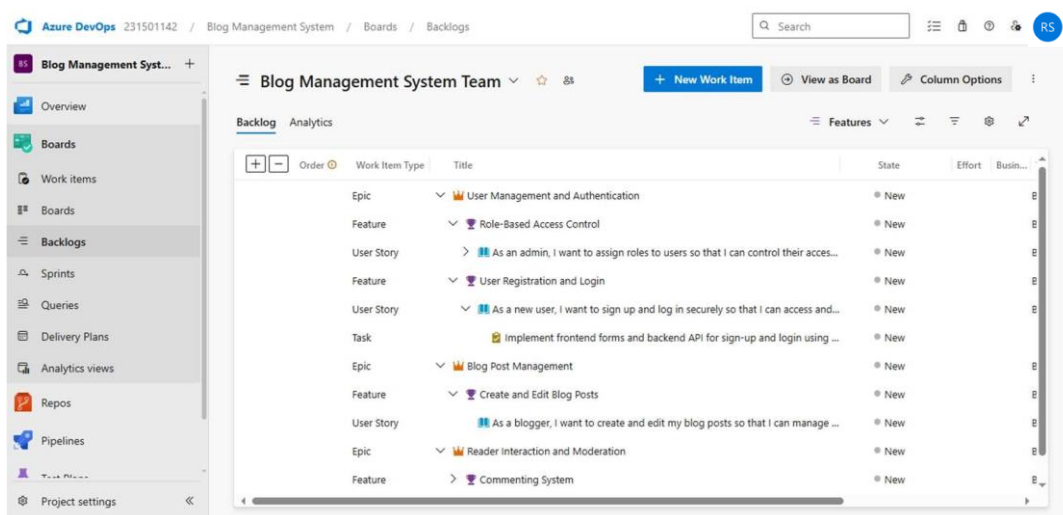 Azure DevOps 231501142 / Blog Management System / Boards / Backlogs Search RS
BS Blog Management Syst... +
Overview
Boards
Work items
Boards
Backlogs
Sprints
Queries
Delivery Plans
Analytics views
Repos
Pipelines
Test Plans
Project settings
Blog Management System Team + New Work Item View as Board Column Options
Backlog Analytics Features
Order Work Item Type Title State Effort Busin...
Epic User Management and Authentication New
Feature Role-Based Access Control New
User Story As an admin, I want to assign roles to users so that I can control their acces... New
Feature User Registration and Login New
User Story As a new user, I want to sign up and log in securely so that I can access and... New
Task Implement frontend forms and backend API for sign-up and login using ... New
Epic Blog Post Management New
Feature Create and Edit Blog Posts New
User Story As a blogger, I want to create and edit my blog posts so that I can manage ... New
Epic Reader Interaction and Moderation New
Feature Commenting System New